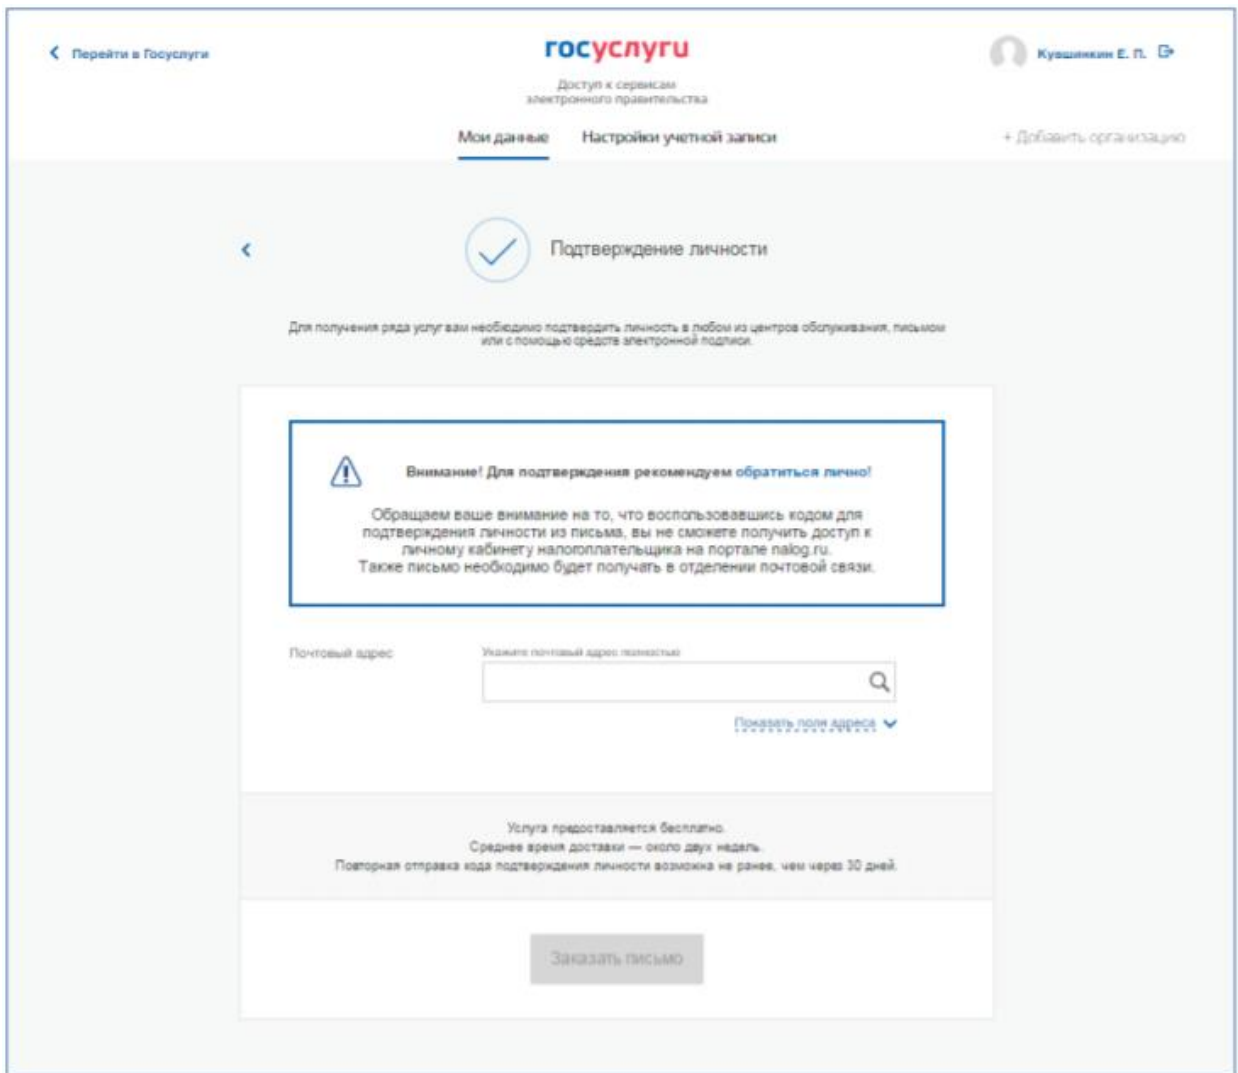 Перейти в Госуслуги
госуслуги
Кувшинкин Е. П.
Доступ к сервисам
электронного правительства
Мои данные
Настройки учетной записи
+ Добавить организацию
Подтверждение личности
Для получения ряда услуг вам необходимо подтвердить личность в любом из центров обслуживания, письмом
или с помощью средств электронной подписи.
Внимание! Для подтверждения рекомендуем обратиться лично!
Обращаем ваше внимание на то, что воспользовавшись кодом для
подтверждения личности из письма, вы не сможете получить доступ к
личному кабинету налогоплательщика на портале nalog.ru.
Также письмо необходимо будет получать в отделении почтовой связи.
Почтовый адрес
Укажите почтовый адрес полностью
Показать поля адреса
Услуга предоставляется бесплатно.
Среднее время доставки — около двух недель.
Повторная отправка кода подтверждения личности возможна не ранее, чем через 30 дней.
Заказать письмо